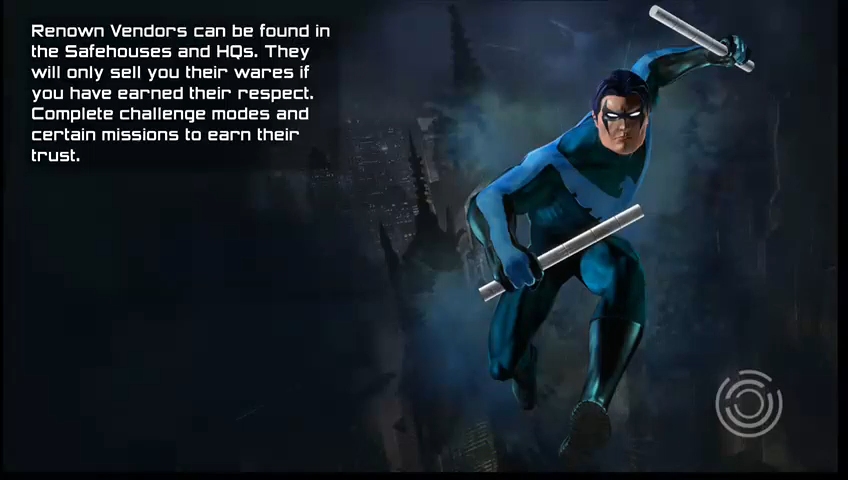 Renown Vendors can be found in
the Safehouses and HQs. They
will only sell you their wares if
you have earned their respect.
Complete challenge modes and
certain missions to earn their
trust.